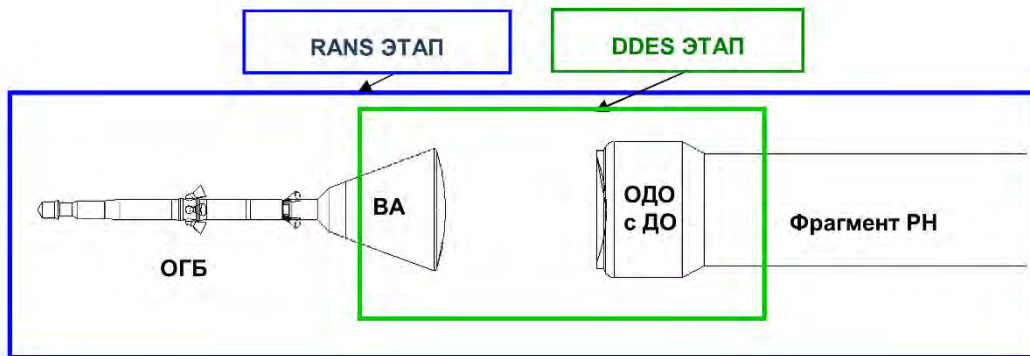 RANS ЭТАП
DDES ЭТАП
ВА
ОДО
с ДО
Фрагмент РН
ОГБ